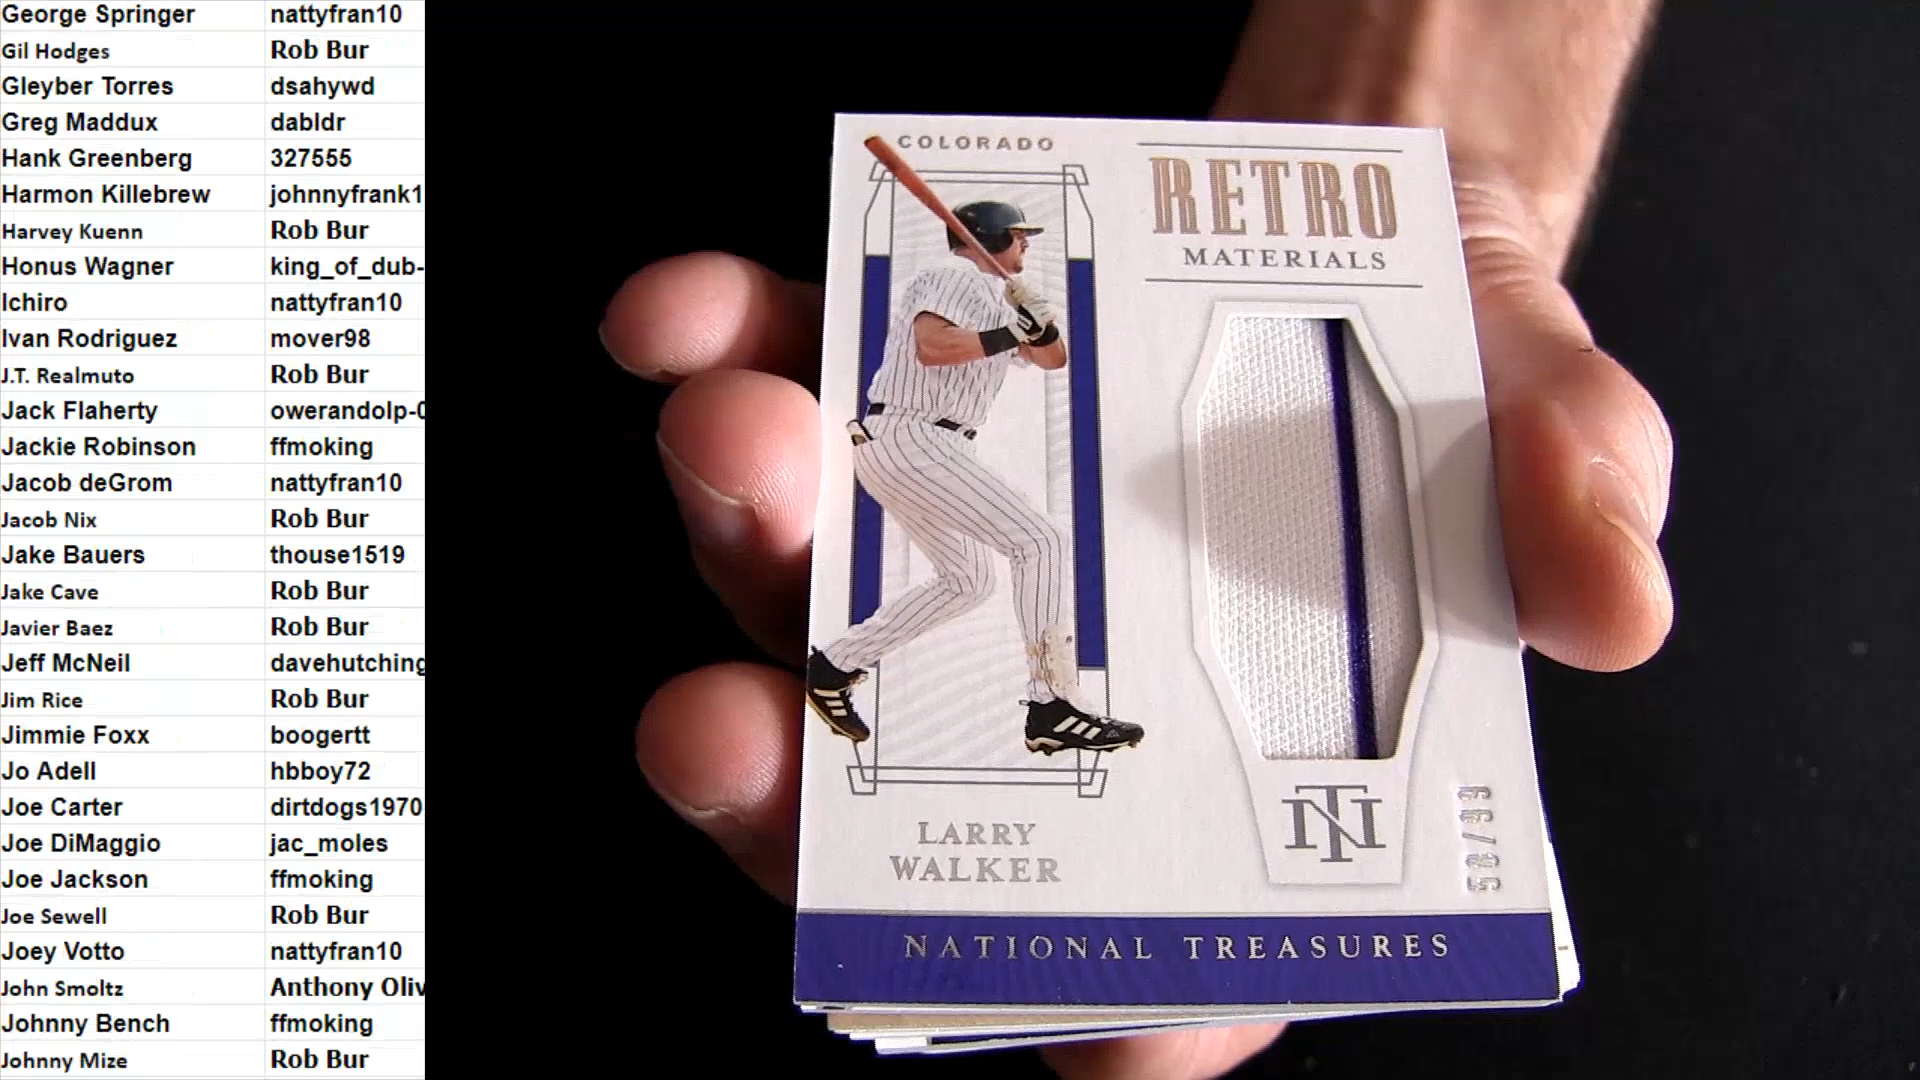 George Springer nattyfran10
Gil Hodges Rob Bur
Gleyber Torres dsahywd
Greg Maddux dabldr
Hank Greenberg 327555
Harmon Killebrew johnnyfrank1
Harvey Kuenn Rob Bur
Honus Wagner king_of_dub-
Ichiro nattyfran10
Ivan Rodriguez mover98
J.T. Realmuto Rob Bur
Jack Flaherty owerandolp-0
Jackie Robinson ffmoking
Jacob deGrom nattyfran10
Jacob Nix Rob Bur
Jake Bauers thouse1519
Jake Cave Rob Bur
Javier Baez Rob Bur
Jeff McNeil davehutching
Jim Rice Rob Bur
Jimmie Foxx boogertt
Jo Adell hbboy72
Joe Carter dirtdogs1970
Joe DiMaggio jac_moles
Joe Jackson ffmoking
Joe Sewell Rob Bur
Joey Votto nattyfran10
John Smoltz Anthony Oliv
Johnny Bench ffmoking
Johnny Mize Rob Bur
COLORADO
RETRO
MATERIALS
LARRY
WALKER
NT
58/99
NATIONAL TREASURES